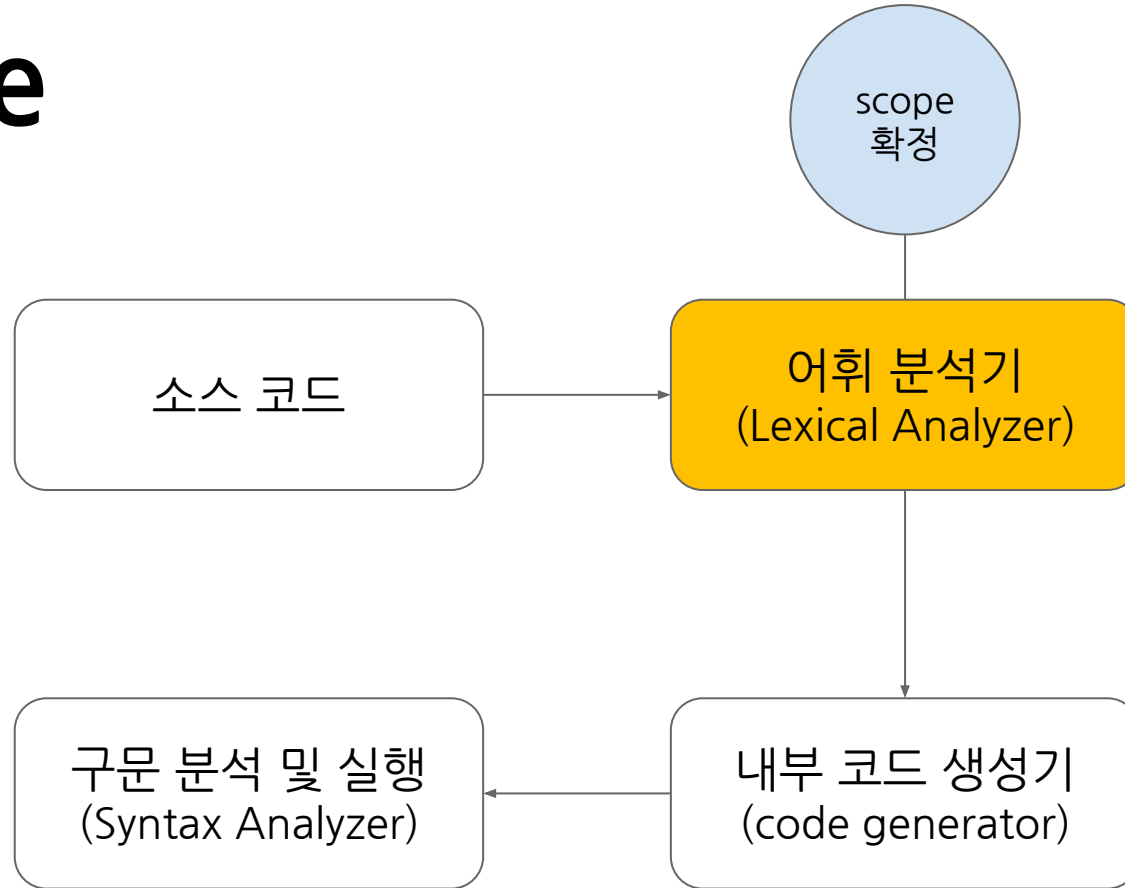 e
scope
확정
소스 코드
어휘 분석기
(Lexical Analyzer)
구문 분석 및 실행
(Syntax Analyzer)
내부 코드 생성기
(code generator)